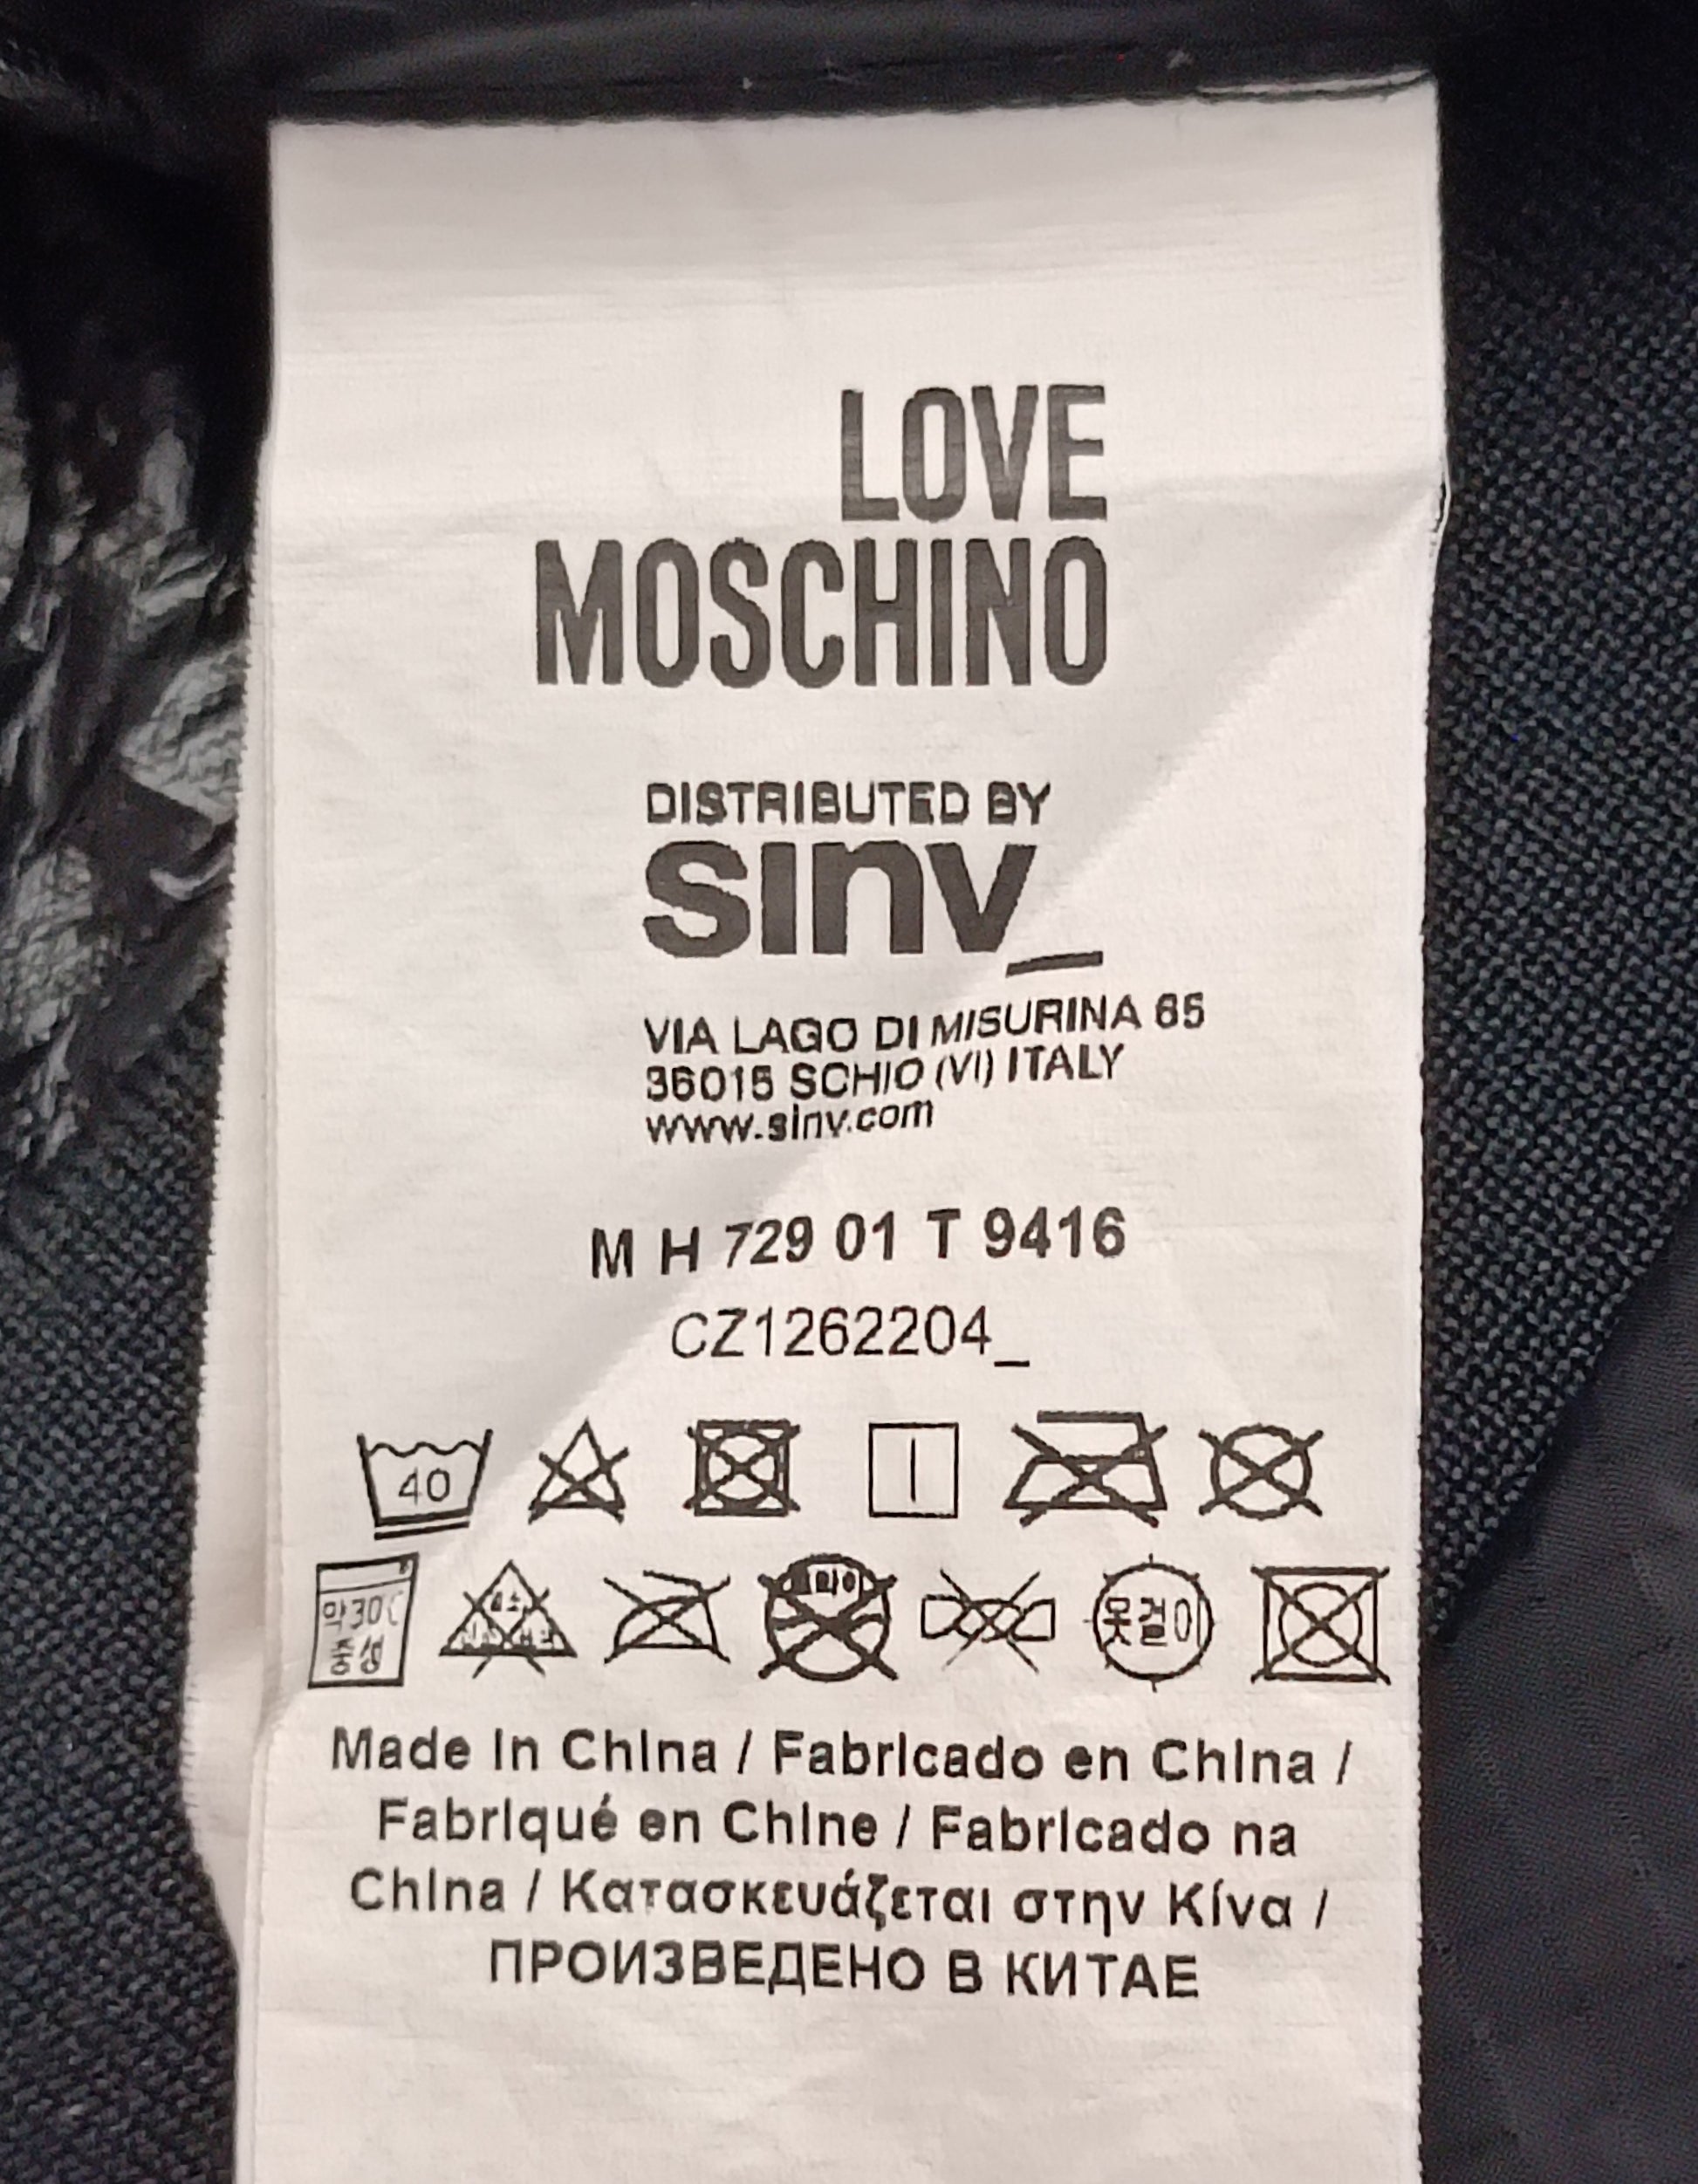 LOVE
MOSCHINO
DISTRIBUTED BY
sinv_
VIA LAGO DI MISURINA 65
36015 SCHIO (VI) ITALY
www.sinv.com
M H 729 01 T 9416
CZ1262204_
40
약30℃ 옷걸이
중성
Made in China / Fabricado en China /
Fabriqué en Chine / Fabricado na
China / Κατασκευάζεται στην Κίνα /
ПРОИЗВЕДЕНО В КИТАЕ